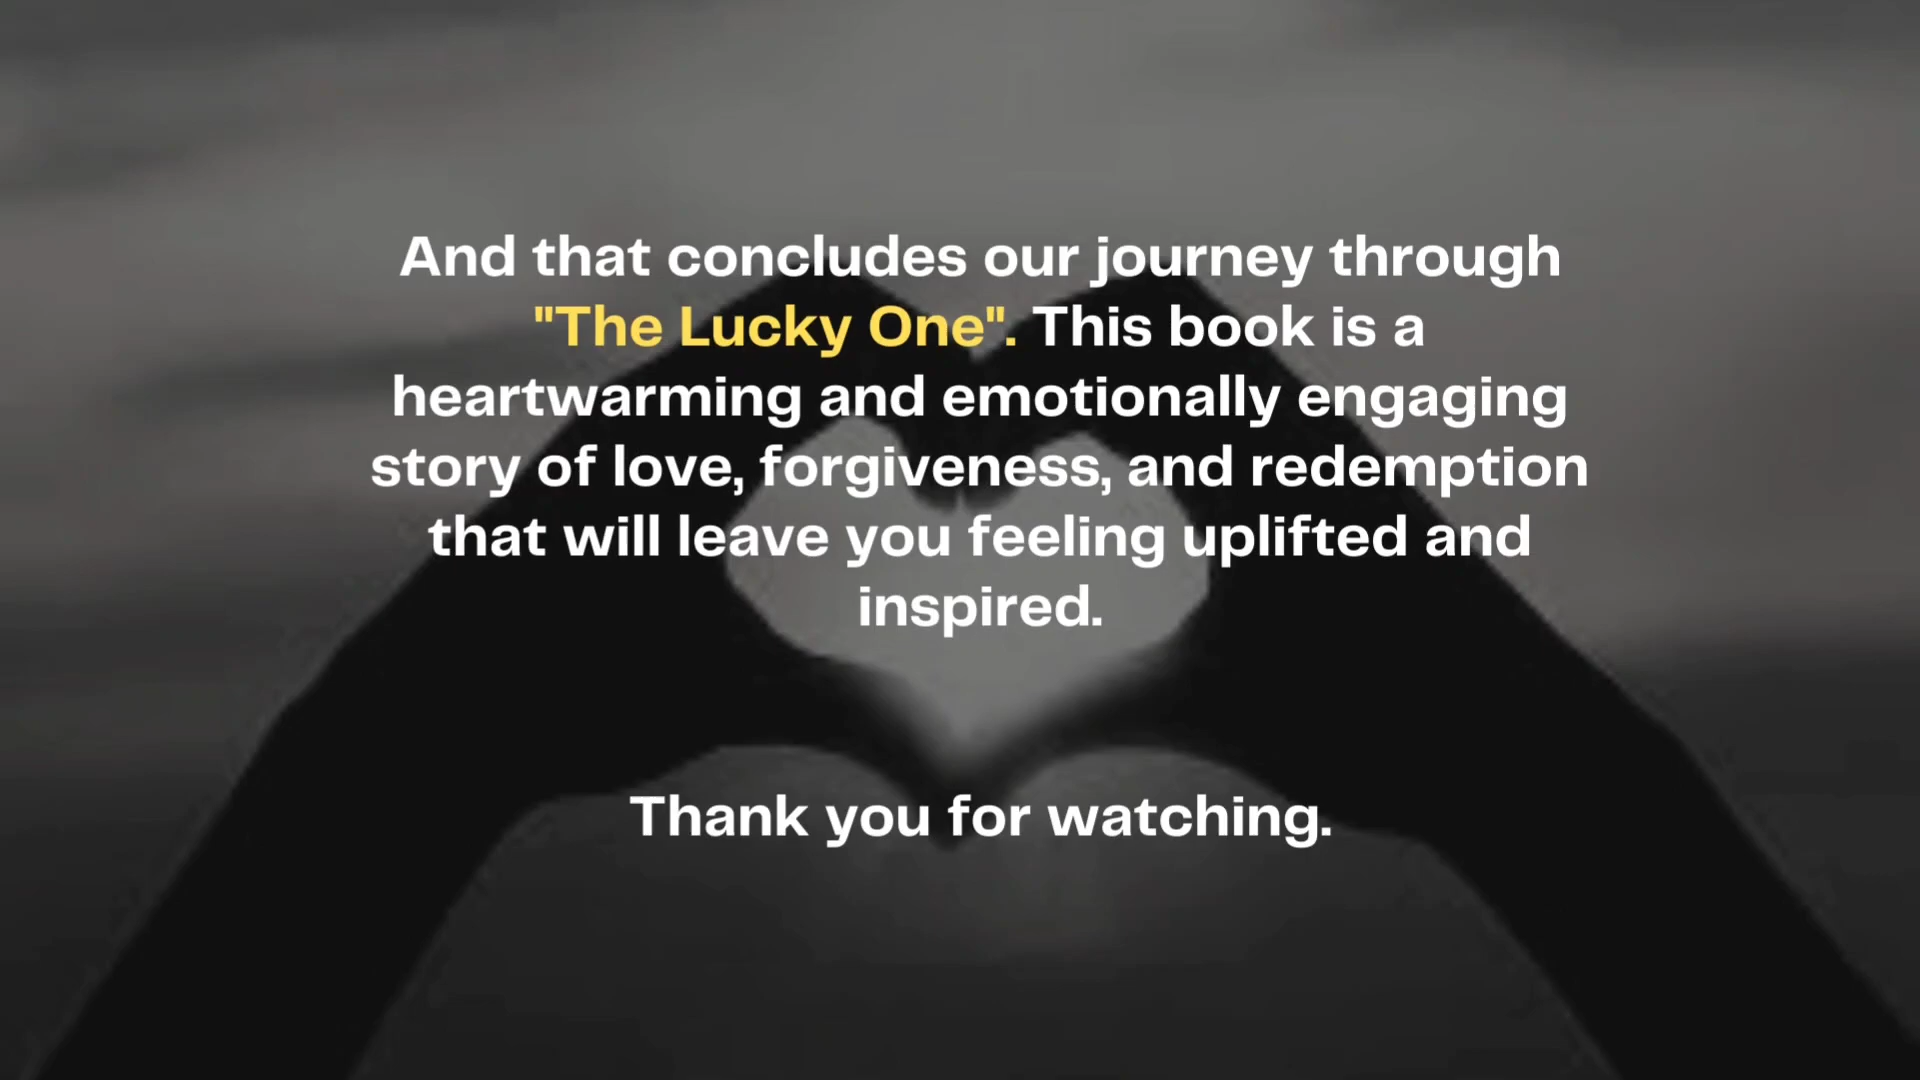 And that concludes our journey through
"The Lucky One". This book is a
heartwarming and emotionally engaging
story of love, forgiveness, and redemption
that will leave you feeling uplifted and
inspired.
Thank you for watching.